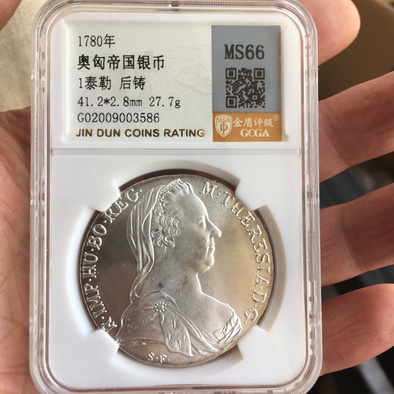 1780年
奥匈帝国银币
1泰勒 后铸
41.2*2.8mm 27.7g
G02009003586
JIN DUN COINS RATING
MS66
金盾评级
GCGA
R·IMP·HU·BO·REG·
M·THERESIA·D·G·
S·F·